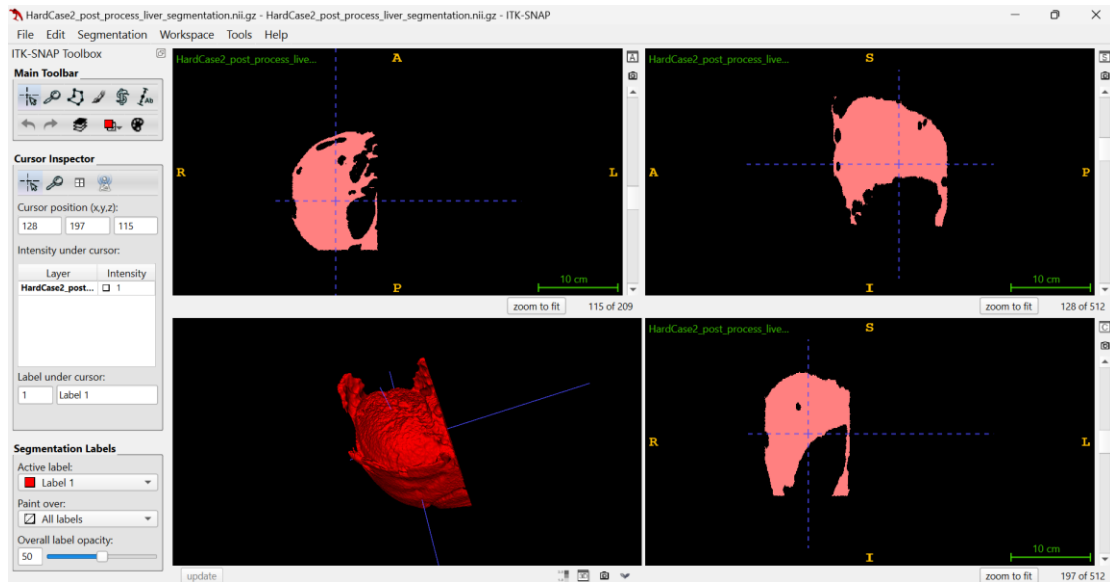 HardCase2_post_process_liver_segmentation.nii.gz - HardCase2_post_process_liver_segmentation.nii.gz - ITK-SNAP
File Edit Segmentation Workspace Tools Help
ITK-SNAP Toolbox
Main Toolbar
Cursor Inspector
Cursor position (x,y,z):
128 197 115
Intensity under cursor:
Layer Intensity
HardCase2_post... 1
Label under cursor:
1 Label 1
Segmentation Labels
Active label:
Label 1
Paint over:
All labels
Overall label opacity:
50
HardCase2_post_process_live...
A
R
L
P
10 cm
A
zoom to fit 115 of 209
HardCase2_post_process_live...
S
A
P
I
10 cm
S
zoom to fit 128 of 512
update
HardCase2_post_process_live...
S
R
L
I
10 cm
C
zoom to fit 197 of 512